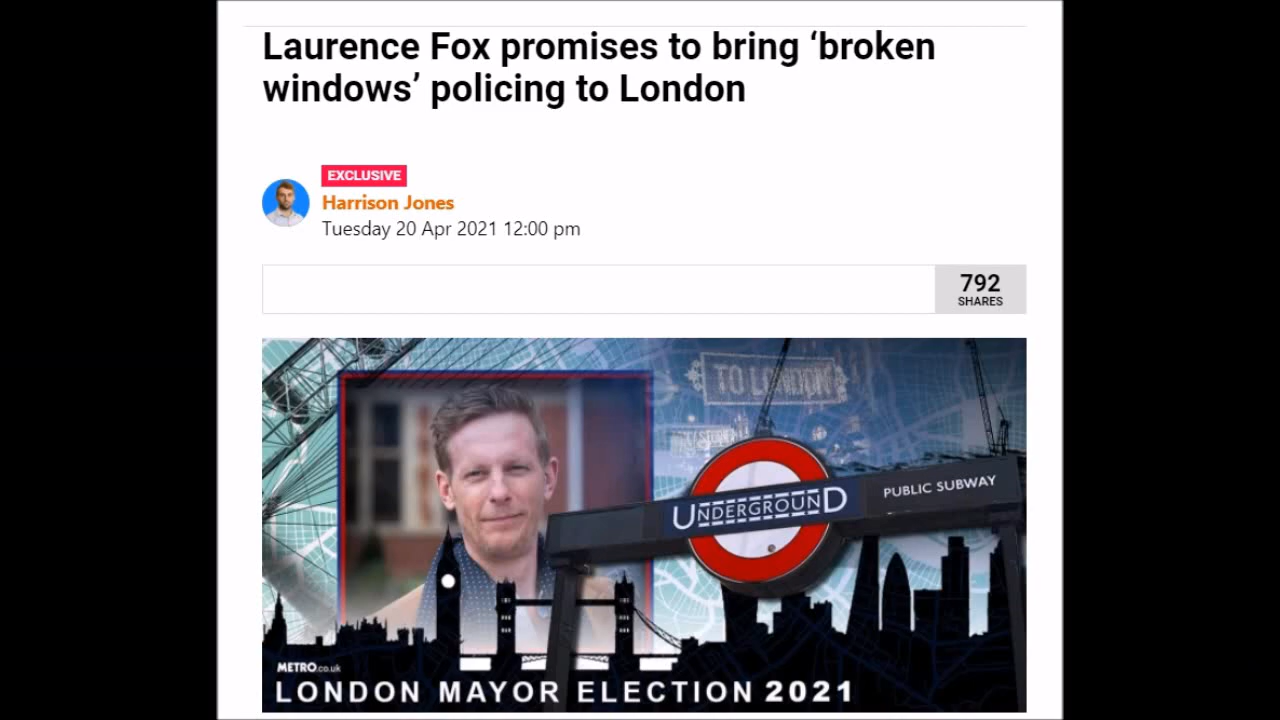 Laurence Fox promises to bring ‘broken
windows’ policing to London
EXCLUSIVE
Harrison Jones
Tuesday 20 Apr 2021 12:00 pm
792
SHARES
TO LONDON
UNDERGROUND
PUBLIC SUBWAY
METRO.co.uk
LONDON MAYOR ELECTION 2021